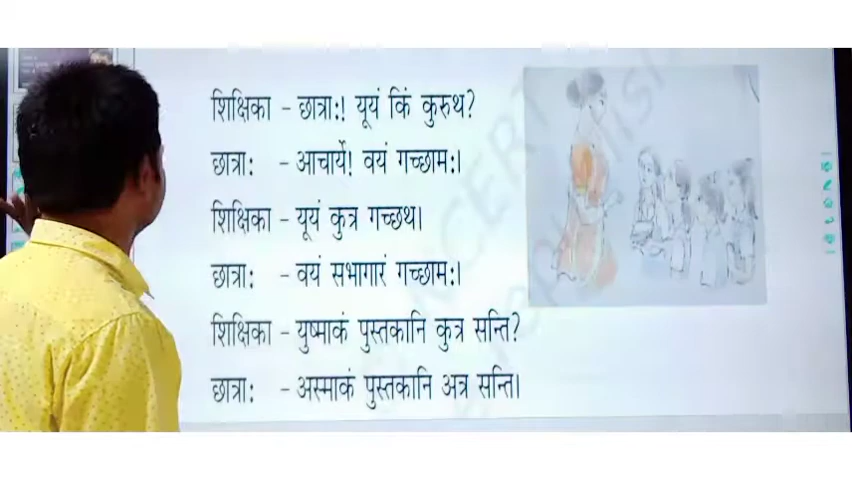 शिक्षिका - छात्रा:! यूयं किं कुरुथ?
छात्रा: - आचार्ये! वयं गच्छाम:।
शिक्षिका - यूयं कुत्र गच्छथ।
छात्रा: - वयं सभागारं गच्छाम:।
शिक्षिका - युष्माकं पुस्तकानि कुत्र सन्ति?
छात्रा: - अस्माकं पुस्तकानि अत्र सन्ति।